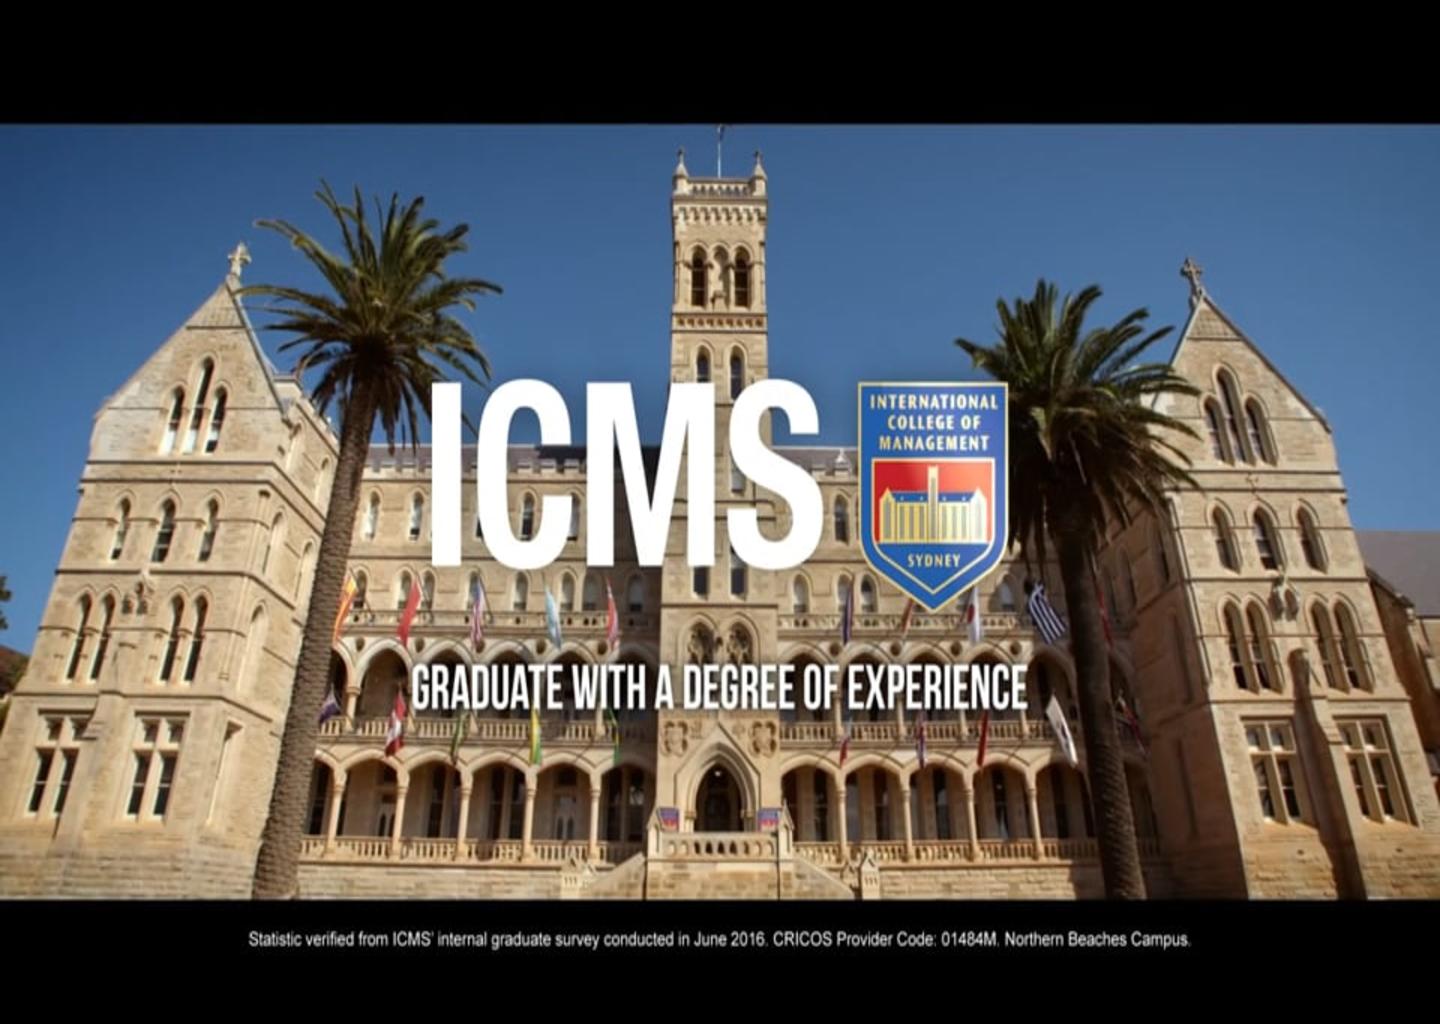 ICMS
INTERNATIONAL
COLLEGE OF
MANAGEMENT
SYDNEY
GRADUATE WITH A DEGREE OF EXPERIENCE
Statistic verified from ICMS' internal graduate survey conducted in June 2016. CRICOS Provider Code: 01484M. Northern Beaches Campus.